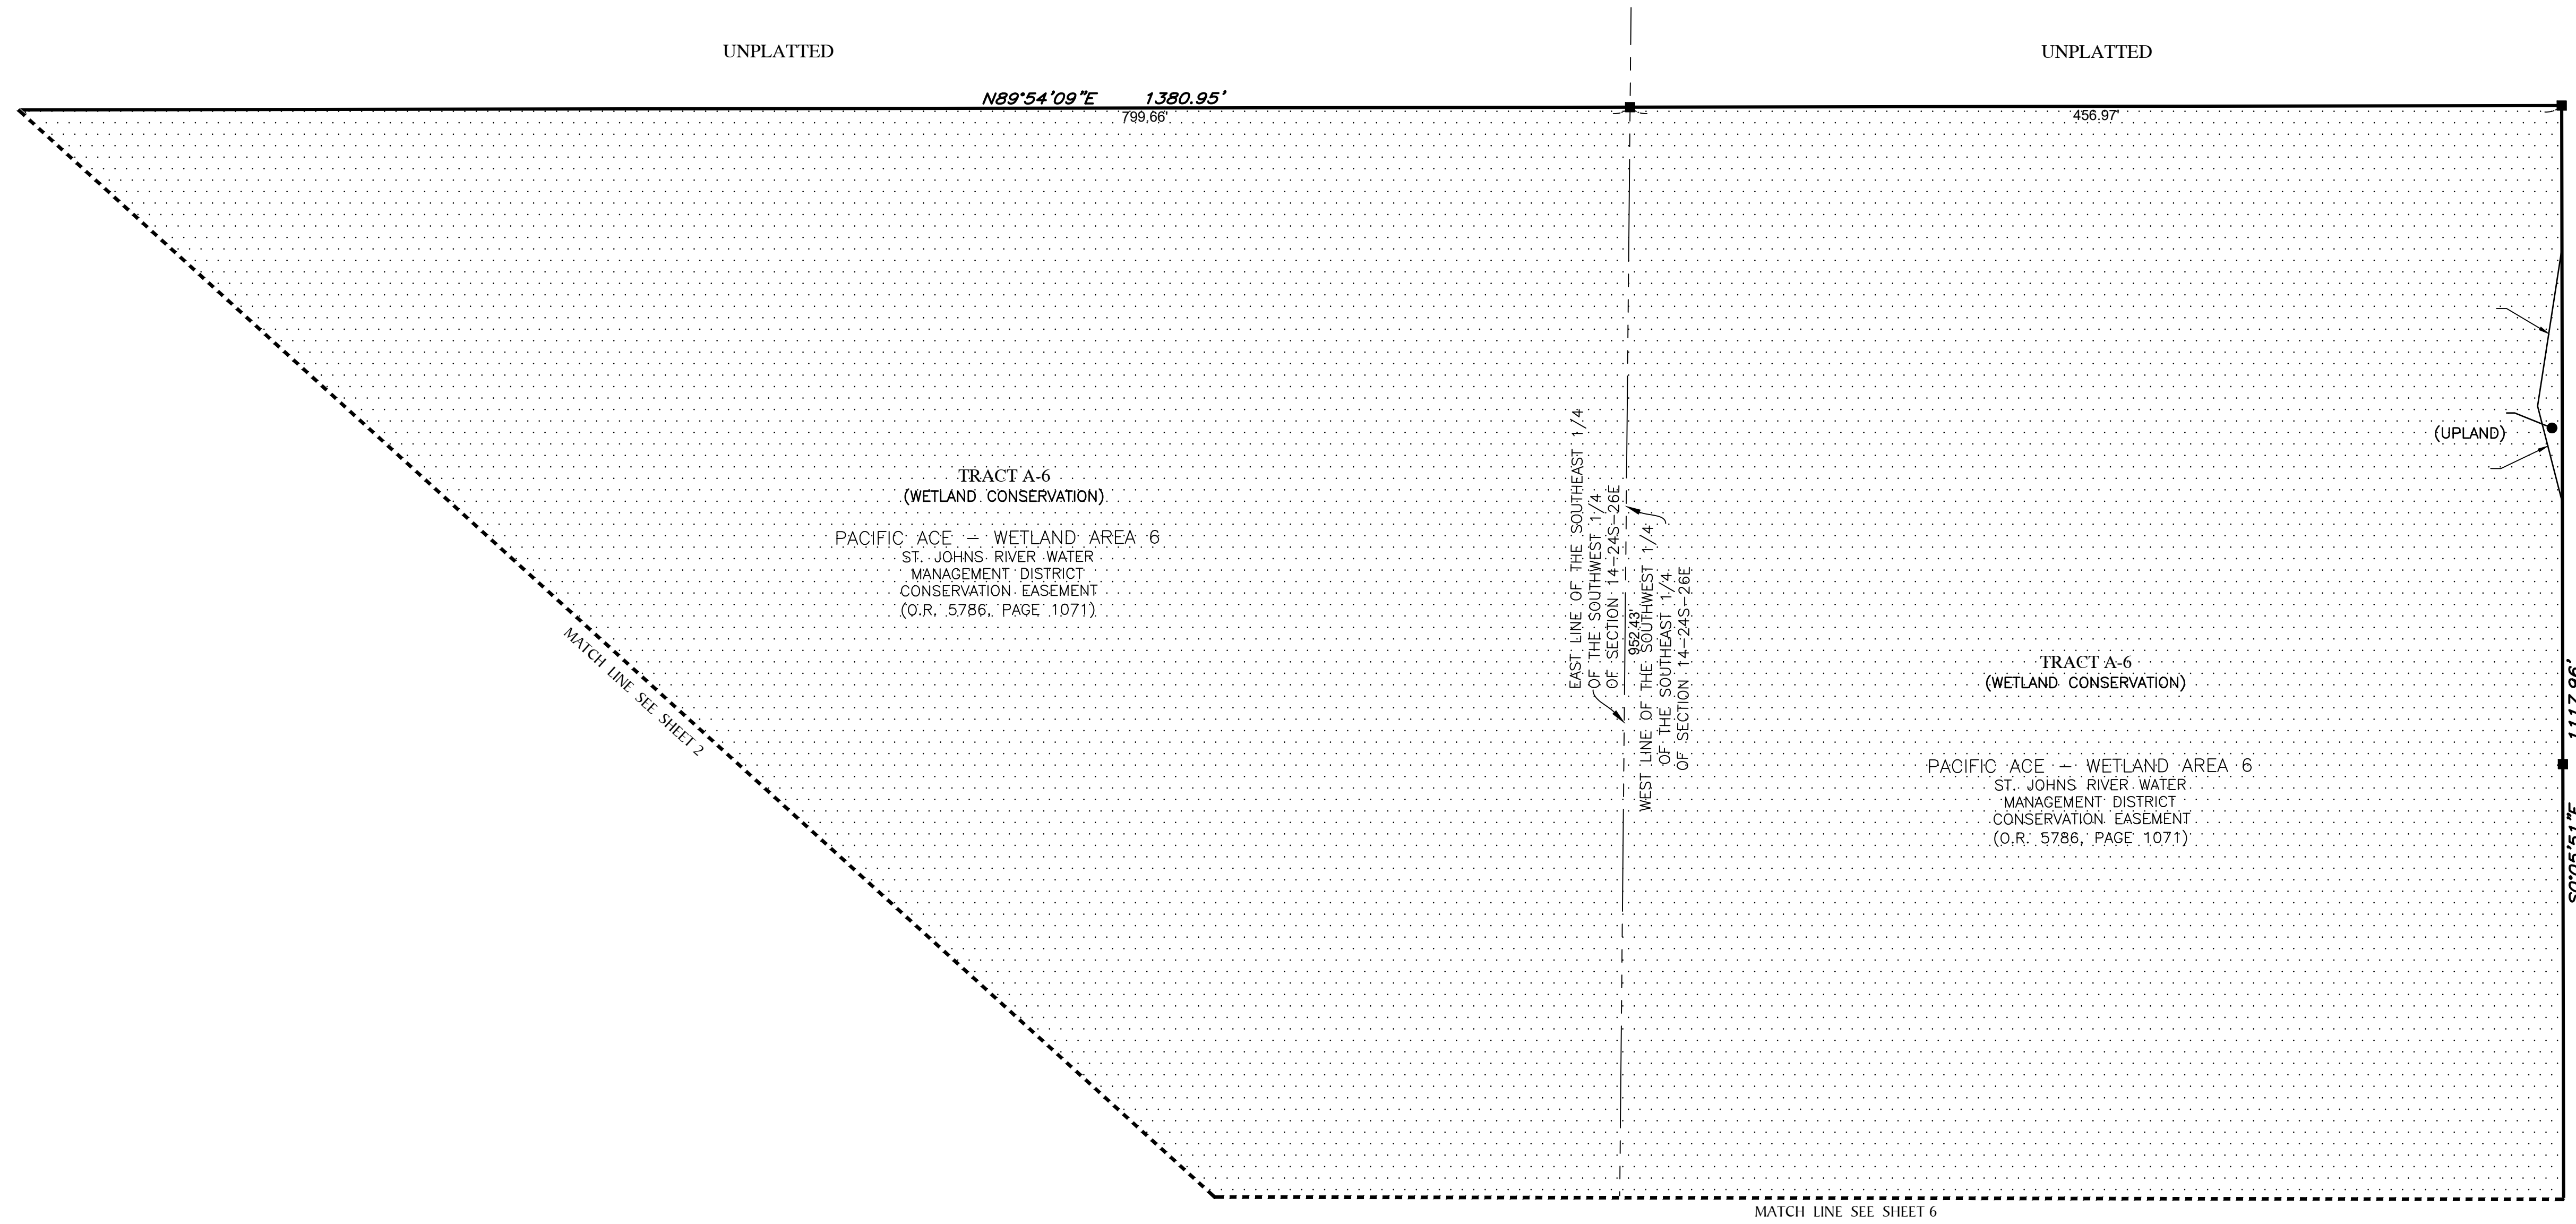 UNPLATTED
UNPLATTED
N89°54'09"E 1380.95'
799.66'
456.97'
(UPLAND)
TRACT A-6
(WETLAND CONSERVATION)
PACIFIC ACE – WETLAND AREA 6
ST. JOHNS RIVER WATER
MANAGEMENT DISTRICT
CONSERVATION EASEMENT
(O.R. 5786, PAGE 1071)
MATCH LINE SEE SHEET 2
EAST LINE OF THE SOUTHEAST 1/4
OF THE SOUTHWEST 1/4
OF SECTION 14-24S-26E
952.43'
WEST LINE OF THE SOUTHWEST 1/4
OF THE SOUTHEAST 1/4
OF SECTION 14-24S-26E
TRACT A-6
(WETLAND CONSERVATION)
PACIFIC ACE – WETLAND AREA 6
ST. JOHNS RIVER WATER
MANAGEMENT DISTRICT
CONSERVATION EASEMENT
(O.R. 5786, PAGE 1071)
S0°05'51"E 1117.96'
MATCH LINE SEE SHEET 6